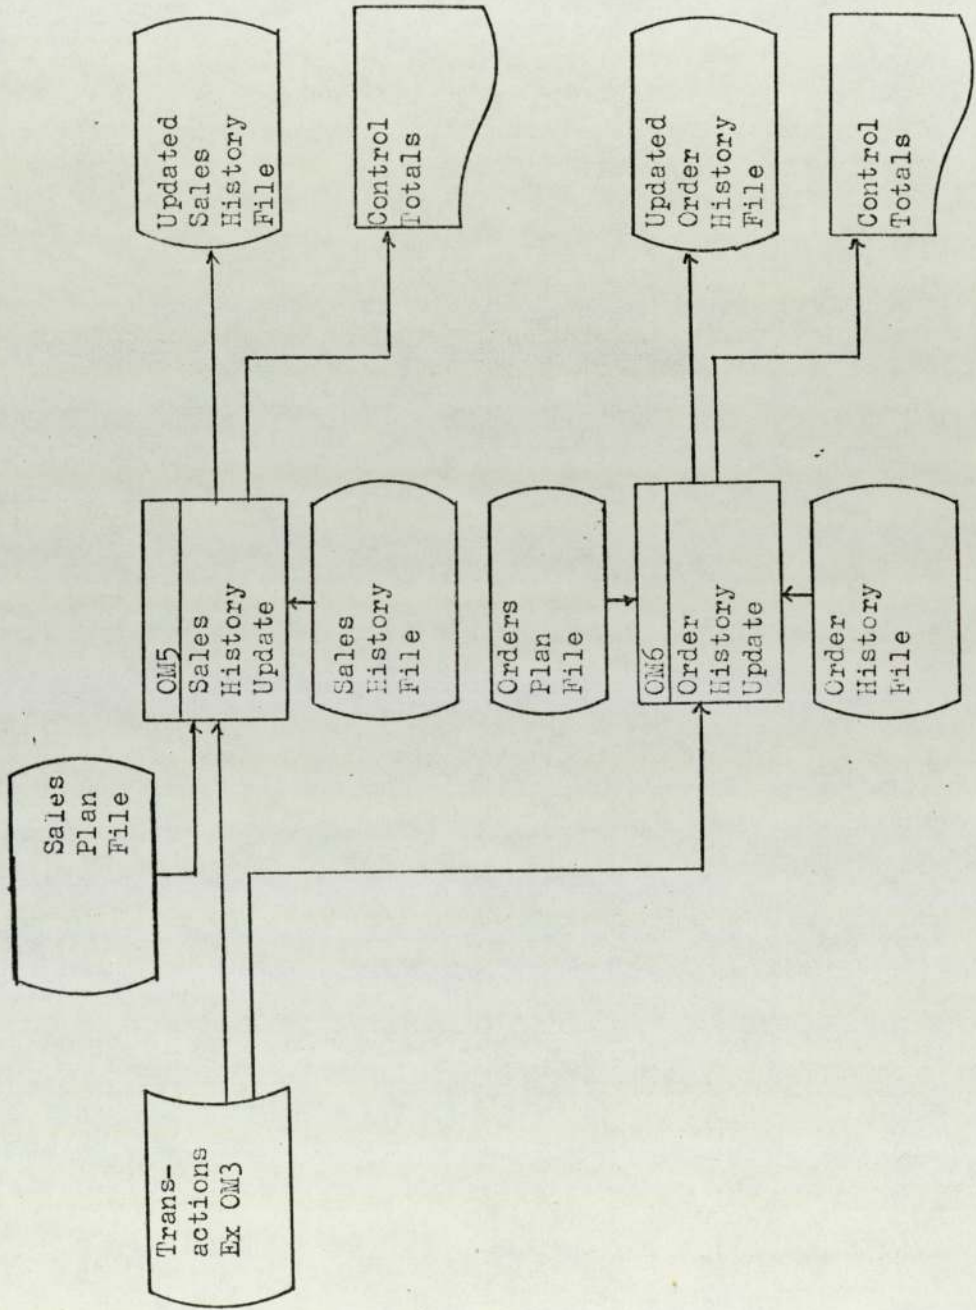 Trans-
actions
Ex OM3
Sales
Plan
File
OM5
Sales
History
Update
Sales
History
File
Updated
Sales
History
File
Control
Totals
Orders
Plan
File
OM6
Order
History
Update
Order
History
File
Updated
Order
History
File
Control
Totals